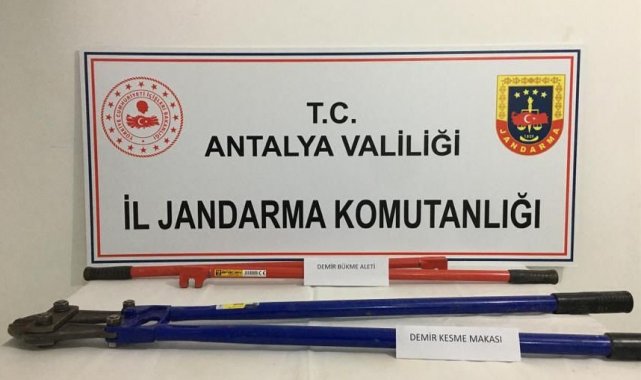 T.C.
ANTALYA VALİLİĞİ
İL JANDARMA KOMUTANLIĞI
JANDARMA
DEMİR BÜKME ALETİ
DEMİR KESME MAKASI